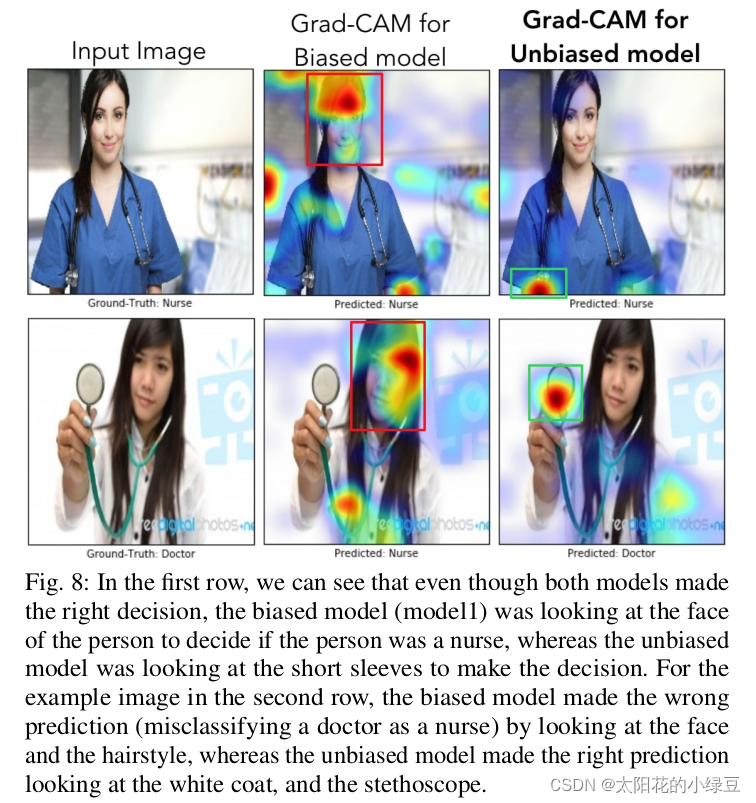 Input Image
Grad-CAM for
Biased model
Grad-CAM for
Unbiased model
Ground-Truth: Nurse
Predicted: Nurse
Predicted: Nurse
Ground-Truth: Doctor
Predicted: Nurse
Predicted: Doctor
Fig. 8: In the first row, we can see that even though both models made
the right decision, the biased model (model1) was looking at the face
of the person to decide if the person was a nurse, whereas the unbiased
model was looking at the short sleeves to make the decision. For the
example image in the second row, the biased model made the wrong
prediction (misclassifying a doctor as a nurse) by looking at the face
and the hairstyle, whereas the unbiased model made the right prediction
looking at the white coat, and the stethoscope.
CSDN @太阳花的小绿豆